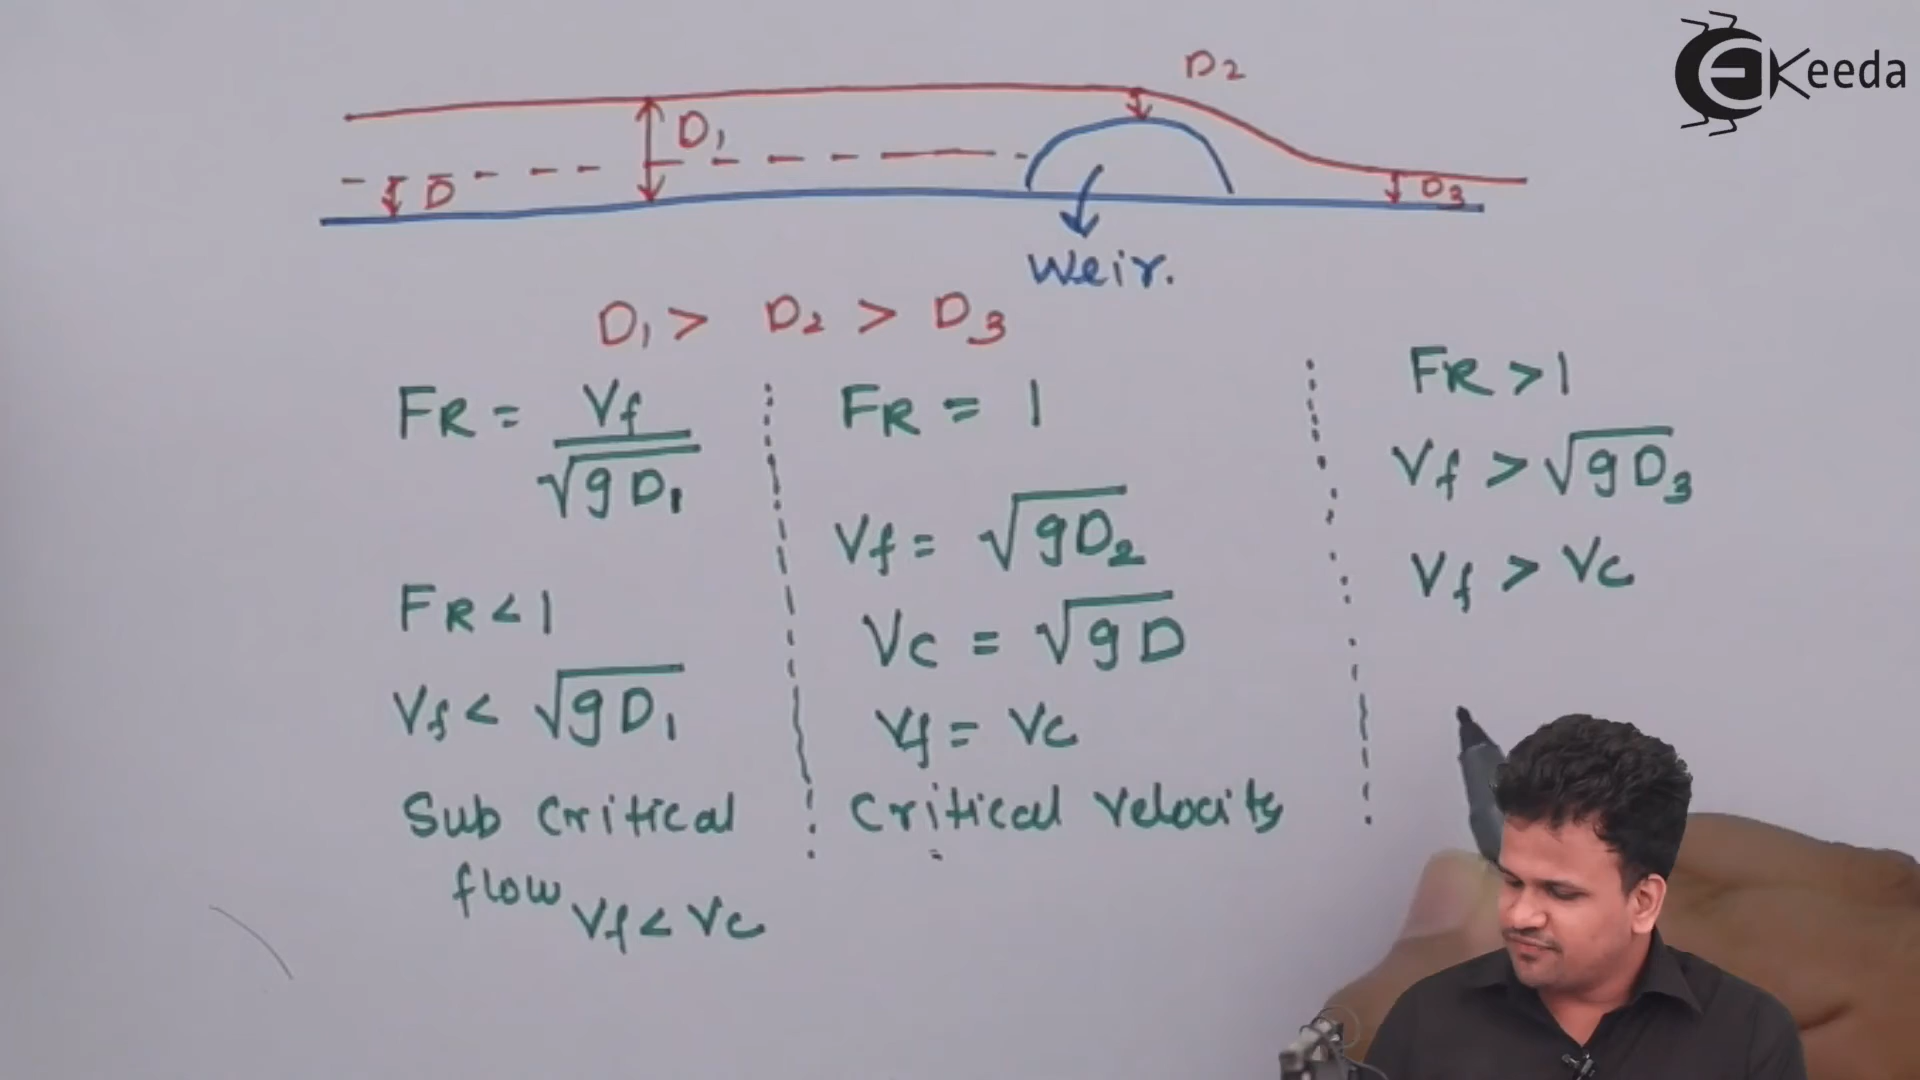 EKeeda
D2
D1
D
D3
Weir.
D1 > D2 > D3
FR = Vf / √gD1
FR < 1
Vf < √gD1
Sub Critical
flow Vf < Vc
FR = 1
Vf = √gD2
Vc = √gD
Vf = Vc
Critical Velocity
FR > 1
Vf > √gD3
Vf > Vc